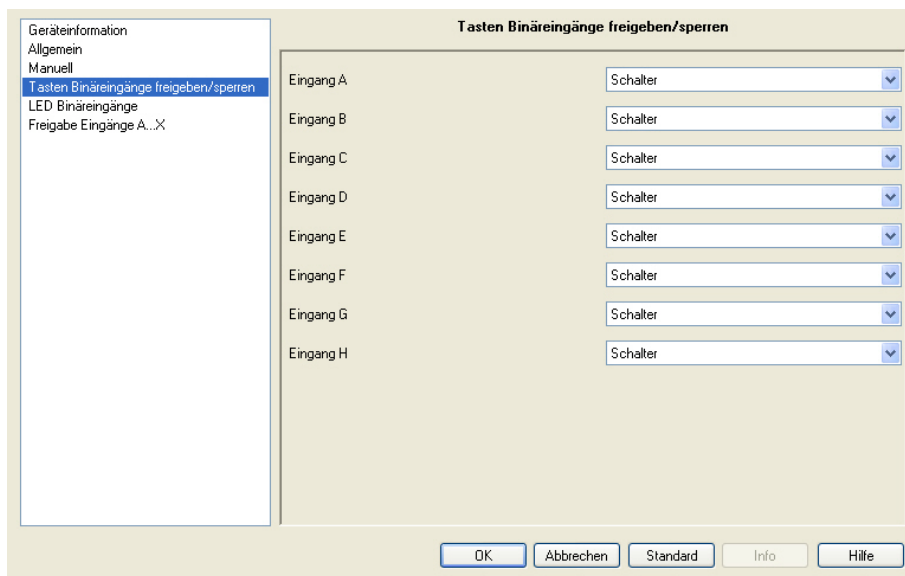 Geräteinformation
Allgemein
Manuell
Tasten Binäreingänge freigeben/sperren
LED Binäreingänge
Freigabe Eingänge A...X
Tasten Binäreingänge freigeben/sperren
Eingang A Schalter
Eingang B Schalter
Eingang C Schalter
Eingang D Schalter
Eingang E Schalter
Eingang F Schalter
Eingang G Schalter
Eingang H Schalter
OK Abbrechen Standard Info Hilfe